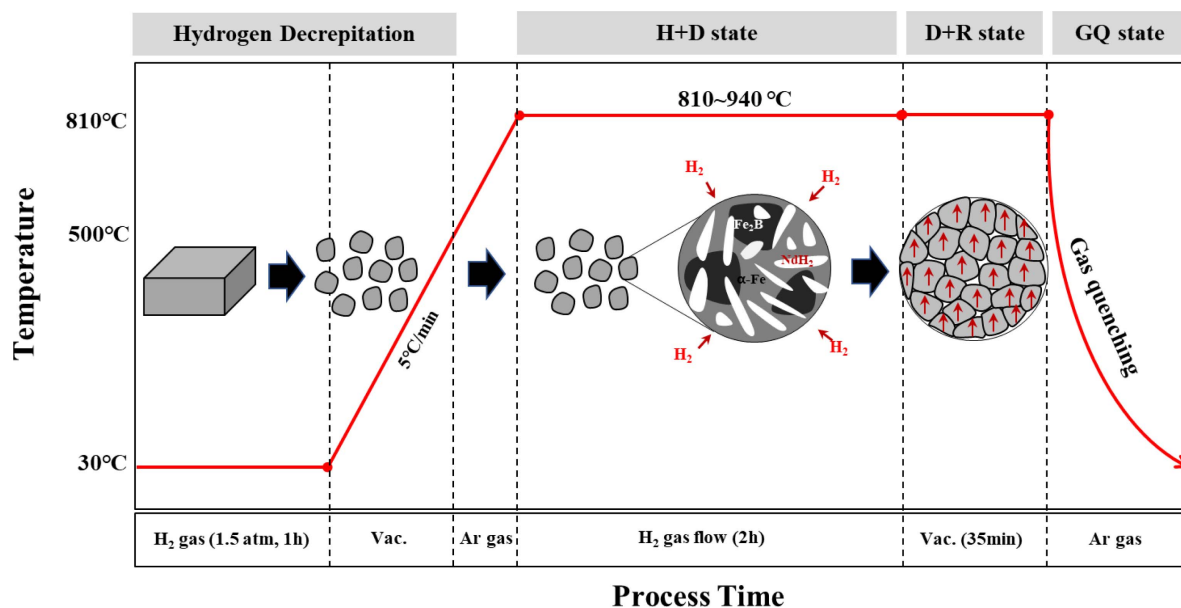 Hydrogen Decrepitation
H+D state
D+R state
GQ state
Temperature
810℃
500℃
30℃
5℃/min
810~940 ℃
H₂
H₂
Fe₂B
NdH₂
α-Fe
H₂
H₂
Gas quenching
H₂ gas (1.5 atm, 1h)
Vac.
Ar gas
H₂ gas flow (2h)
Vac. (35min)
Ar gas
Process Time